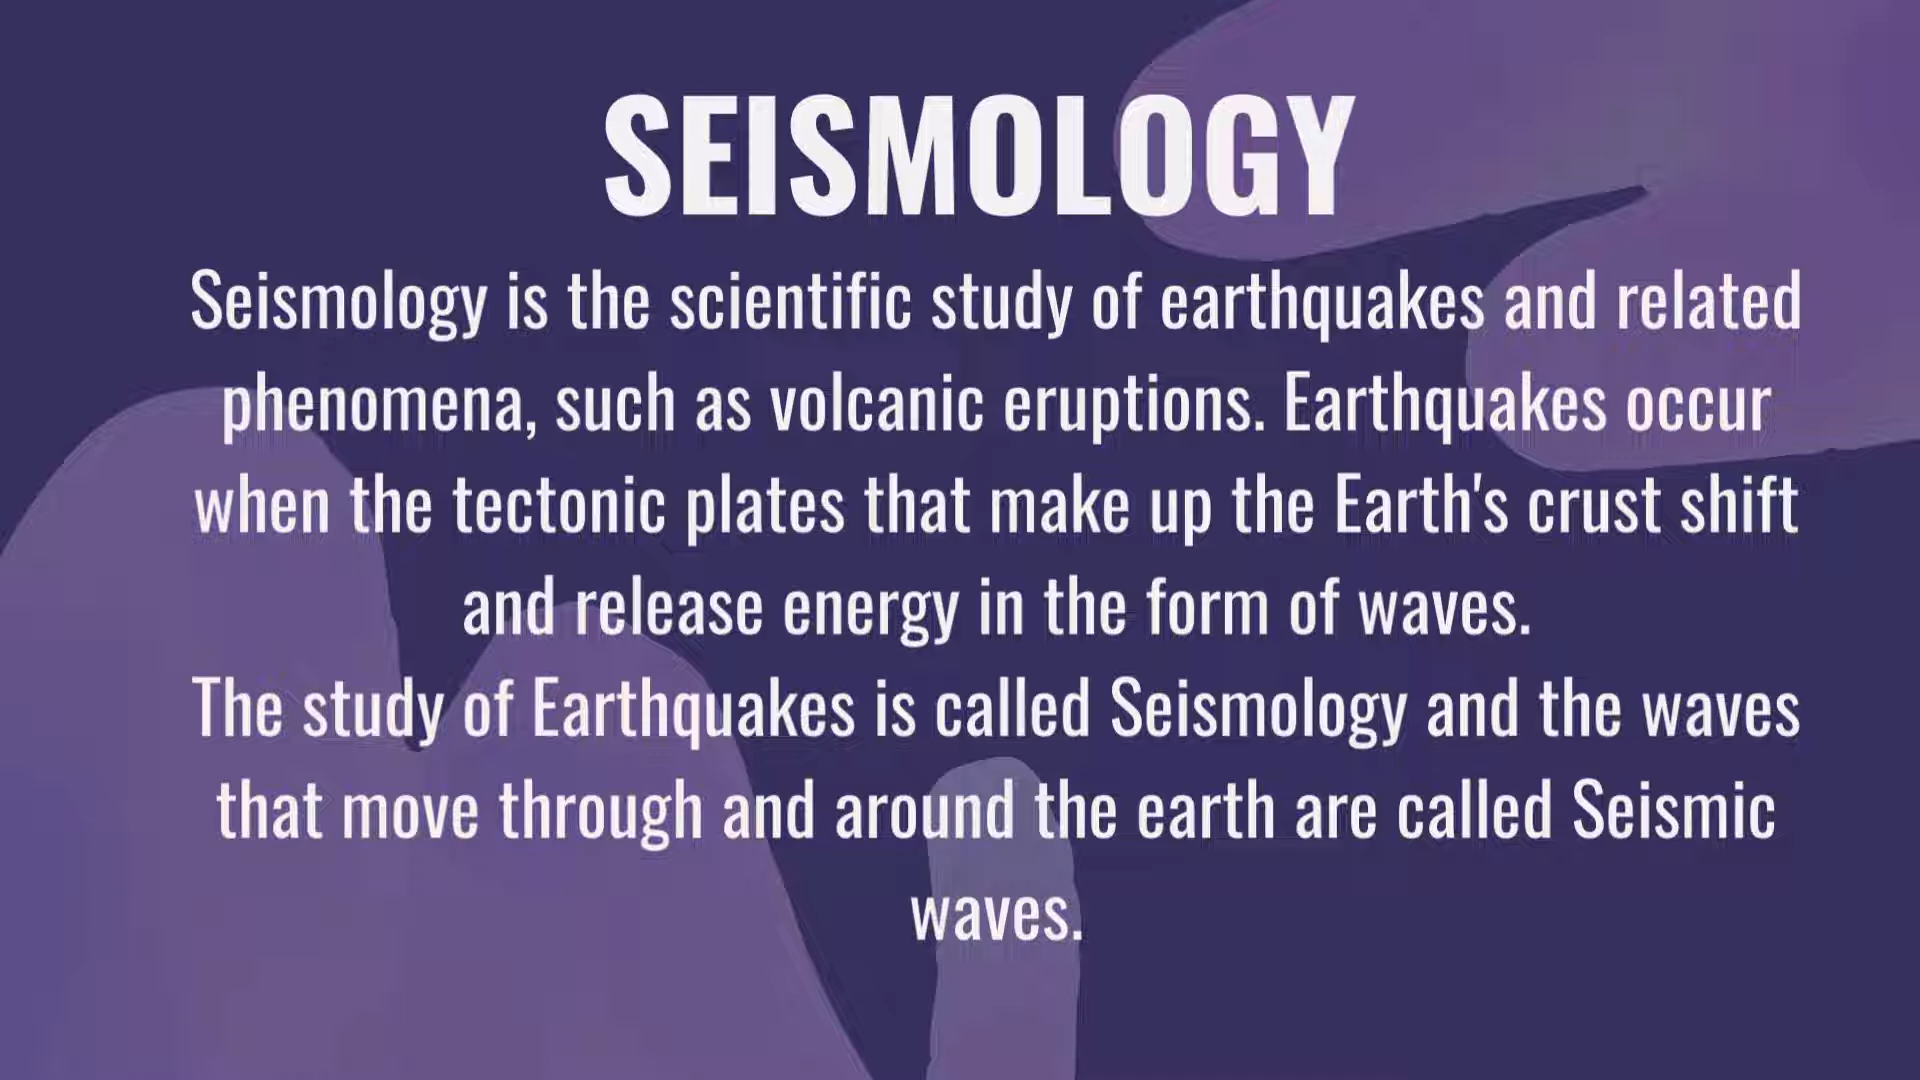 SEISMOLOGY
Seismology is the scientific study of earthquakes and related
phenomena, such as volcanic eruptions. Earthquakes occur
when the tectonic plates that make up the Earth's crust shift
and release energy in the form of waves.
The study of Earthquakes is called Seismology and the waves
that move through and around the earth are called Seismic
waves.